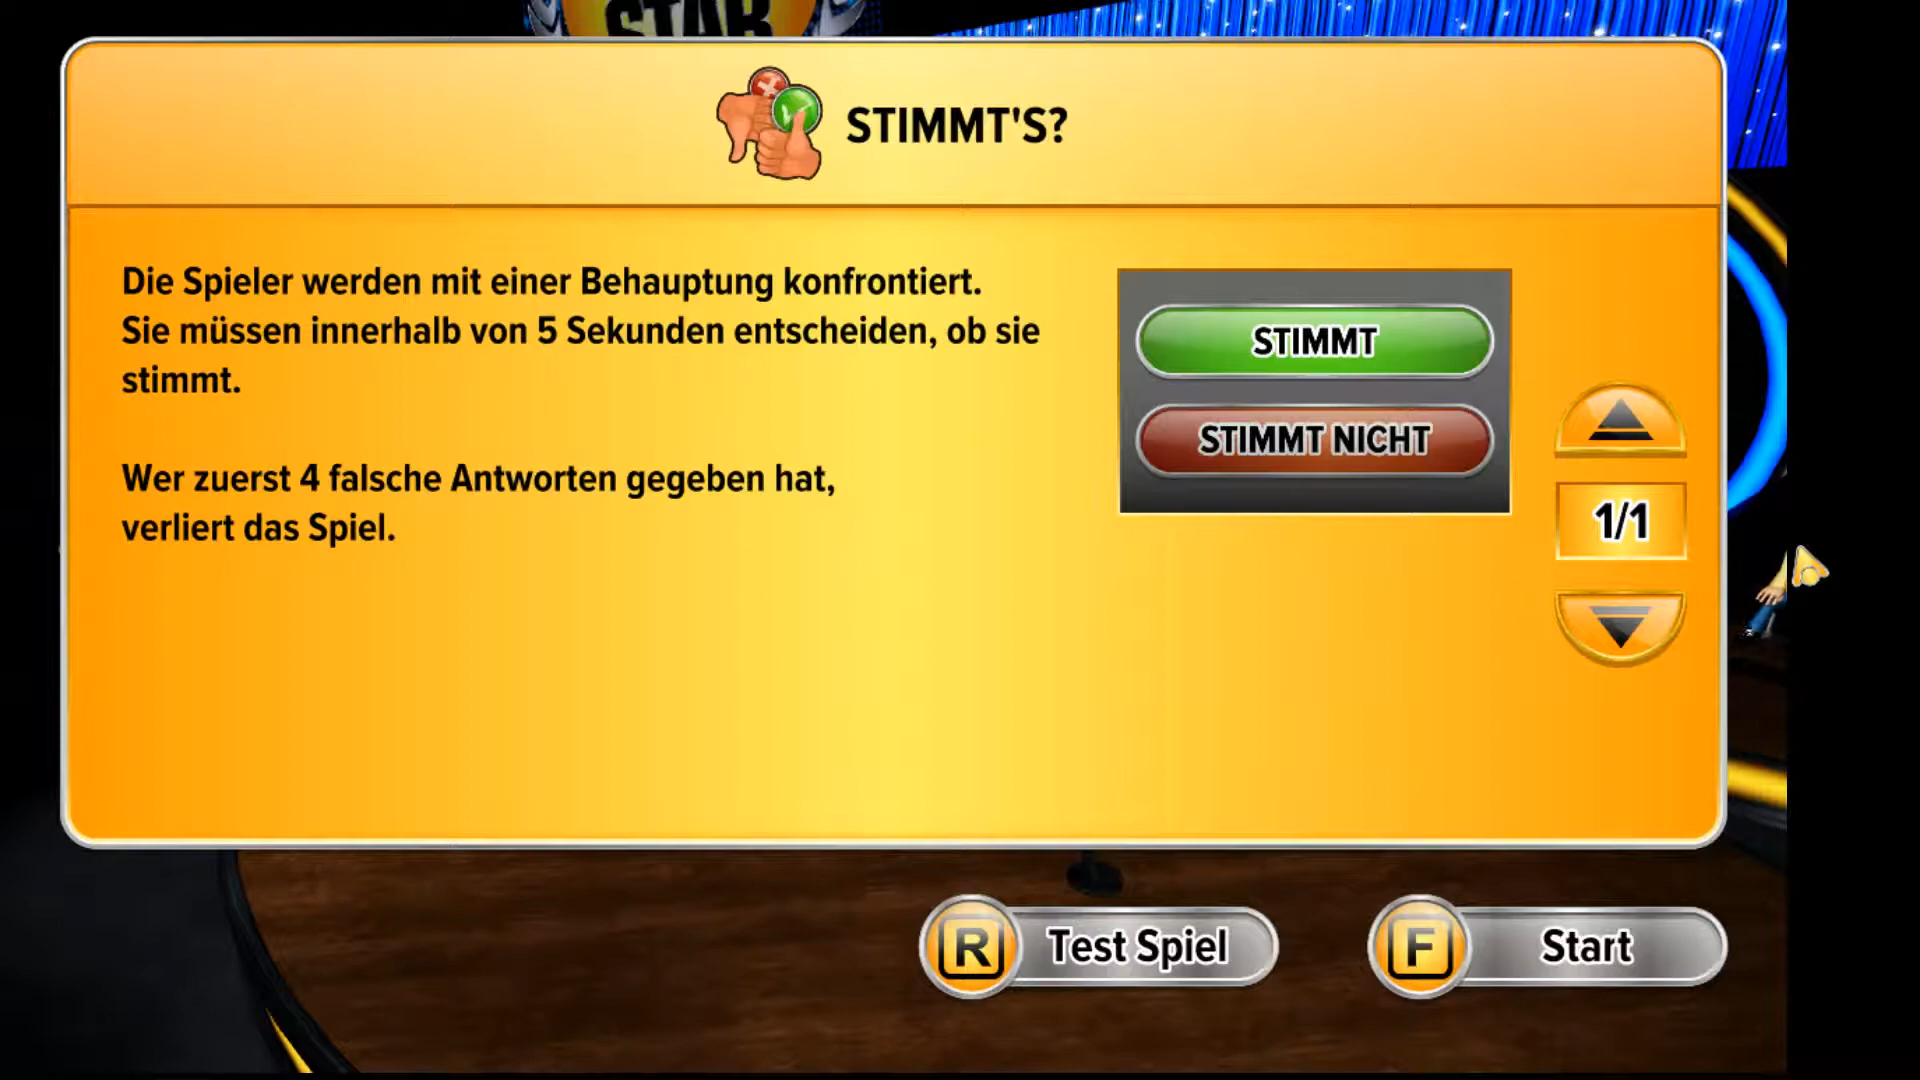 STAR
STIMMT'S?
Die Spieler werden mit einer Behauptung konfrontiert.
Sie müssen innerhalb von 5 Sekunden entscheiden, ob sie
stimmt.
Wer zuerst 4 falsche Antworten gegeben hat,
verliert das Spiel.
STIMMT
STIMMT NICHT
1/1
R Test Spiel
F Start